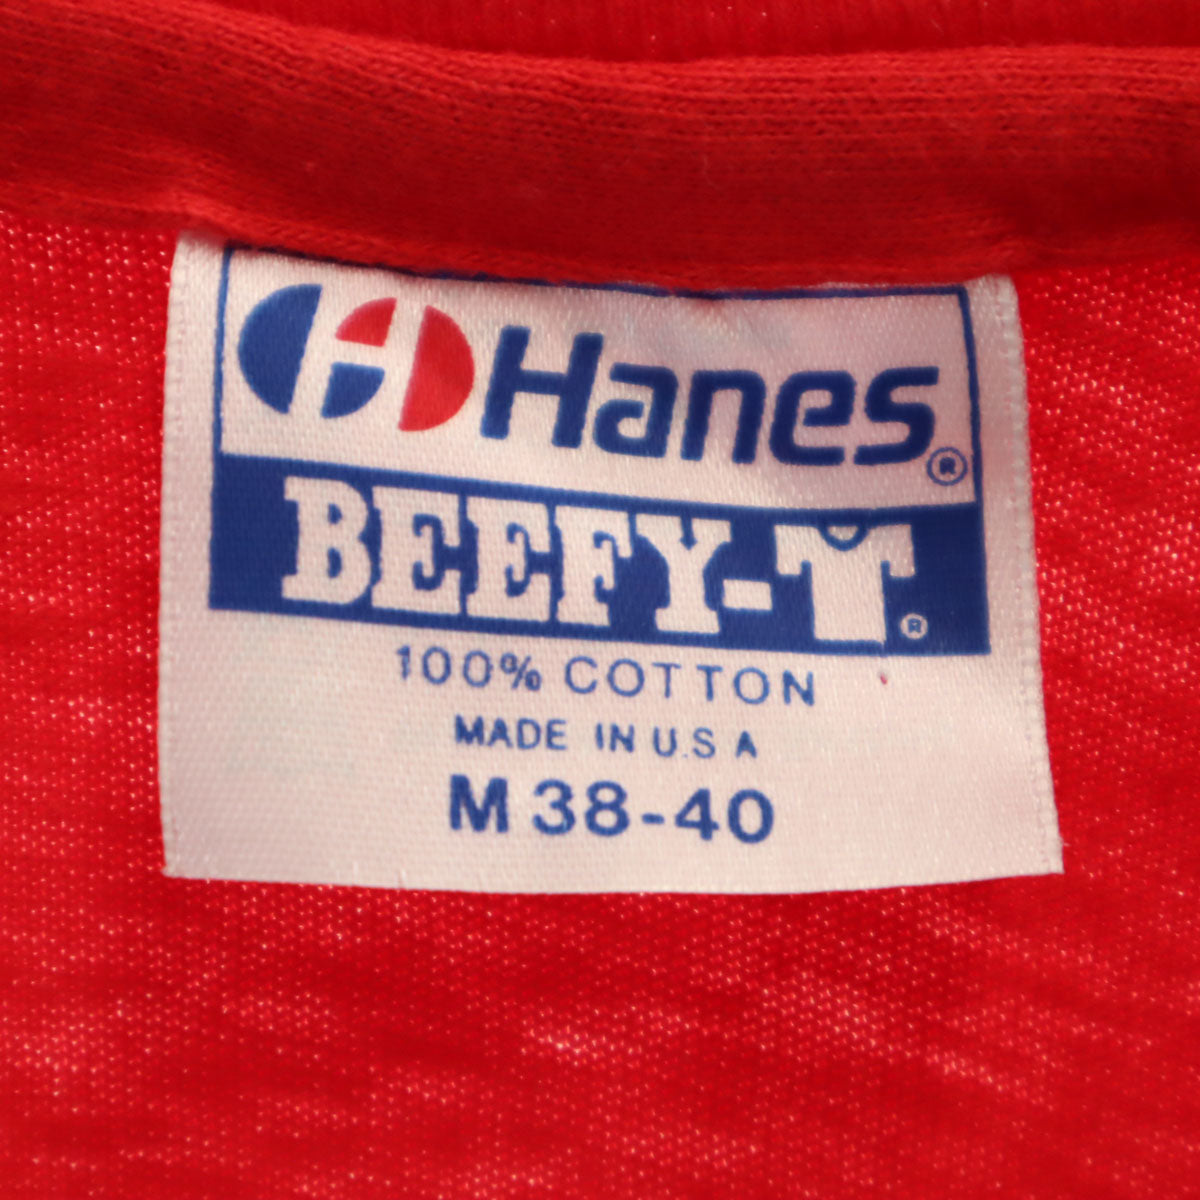 Hanes®
BEEFY-T®
100% COTTON
MADE IN U.S A
M 38-40